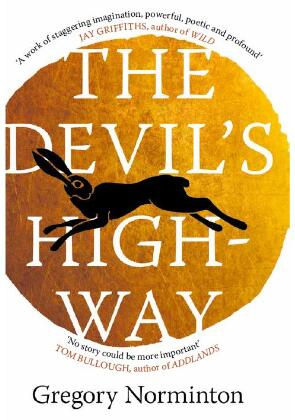 'A work of staggering imagination, powerful, poetic and profound'
JAY GRIFFITHS, author of WILD
THE
DEVIL'S
HIGH-
WAY
'No story could be more important'
TOM BULLOUGH, author of ADDLANDS
Gregory Norminton